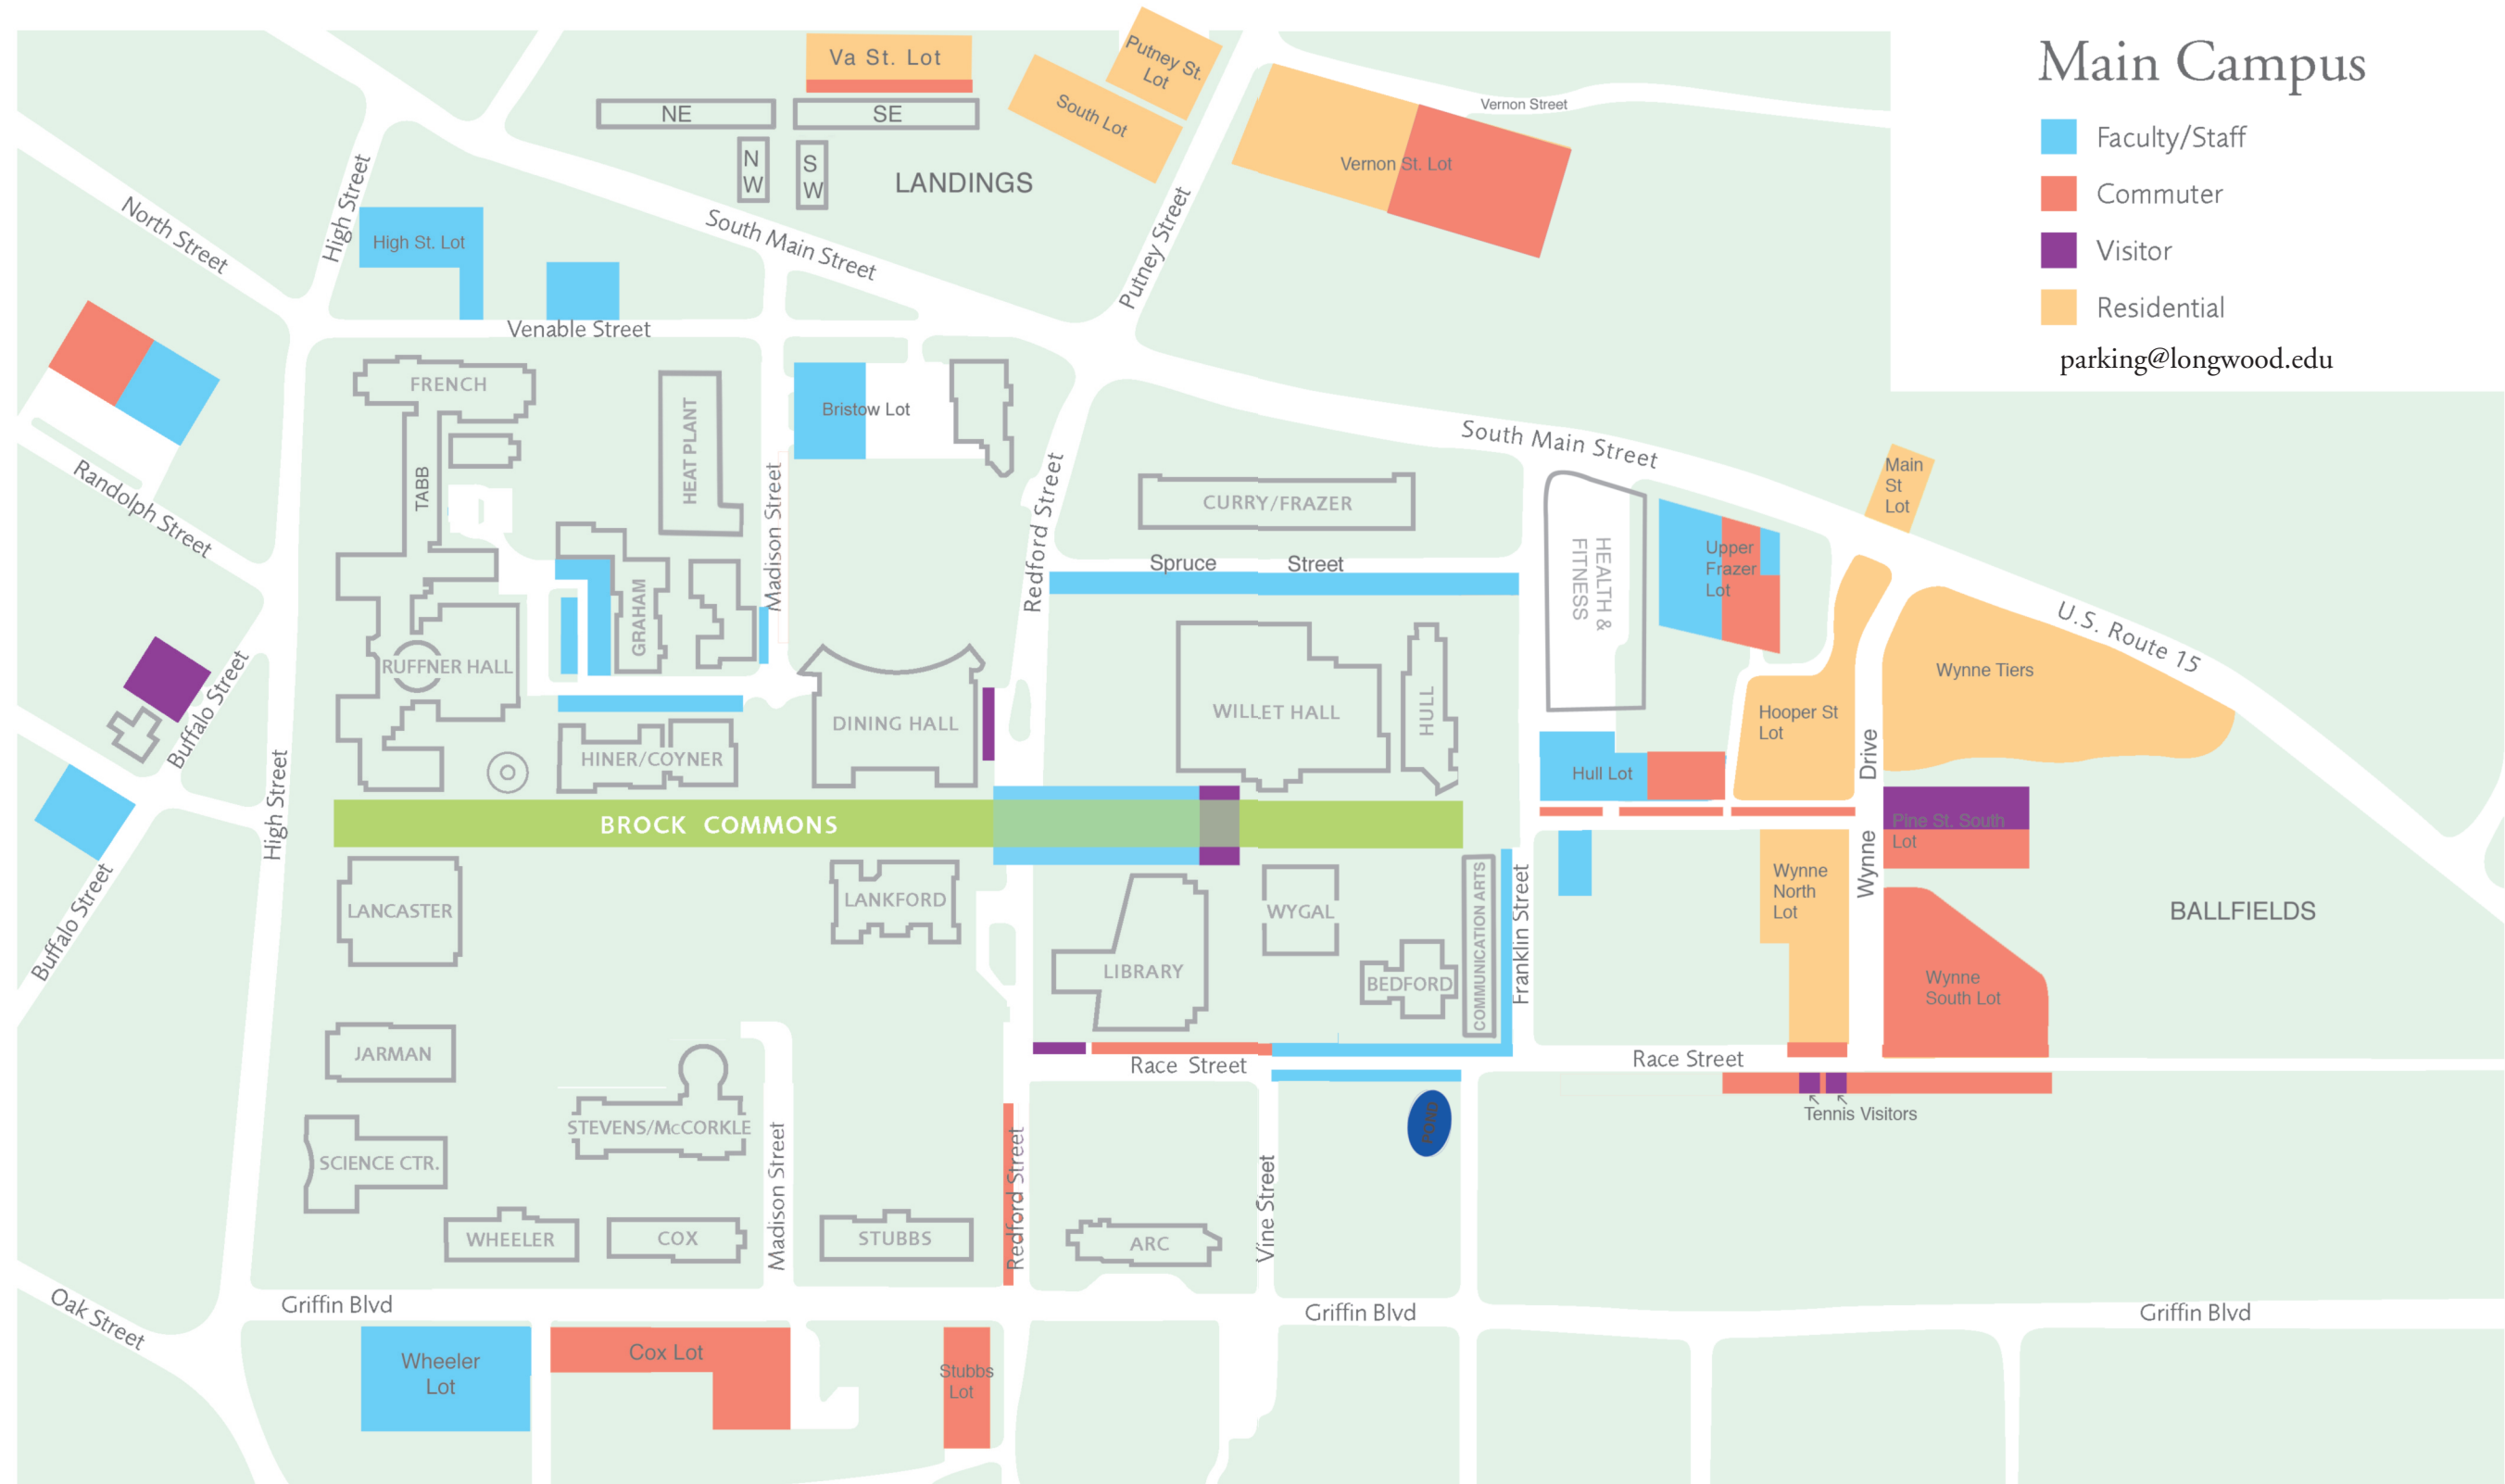 Main Campus
Faculty/Staff
Commuter
Visitor
Residential
parking@longwood.edu
Va St. Lot
Putney St.
Lot
South Lot
NE
SE
N
W
S
W
LANDINGS
Vernon Street
Vernon St. Lot
High Street
North Street
High St. Lot
South Main Street
Putney Street
Venable Street
FRENCH
TABB
HEAT PLANT
Bristow Lot
Madison Street
Redford Street
CURRY/FRAZER
South Main Street
Main
St
Lot
Randolph Street
Spruce Street
HEALTH &
FITNESS
Upper
Frazer
Lot
U.S. Route 15
GRAHAM
RUFFNER HALL
Wynne Tiers
Buffalo Street
DINING HALL
WILLET HALL
HULL
Hooper St
Lot
HINER/COYNER
Hull Lot
Wynne Drive
High Street
BROCK COMMONS
Pine St. South
Lot
Buffalo Street
LANCASTER
LANKFORD
LIBRARY
WYGAL
BEDFORD
COMMUNICATION ARTS
Franklin Street
Wynne
North
Lot
BALLFIELDS
Wynne
South Lot
JARMAN
Race Street
Race Street
Tennis Visitors
STEVENS/McCORKLE
POND
SCIENCE CTR.
Madison Street
Redford Street
Vine Street
WHEELER
COX
STUBBS
ARC
Oak Street
Griffin Blvd
Griffin Blvd
Griffin Blvd
Wheeler
Lot
Cox Lot
Stubbs
Lot